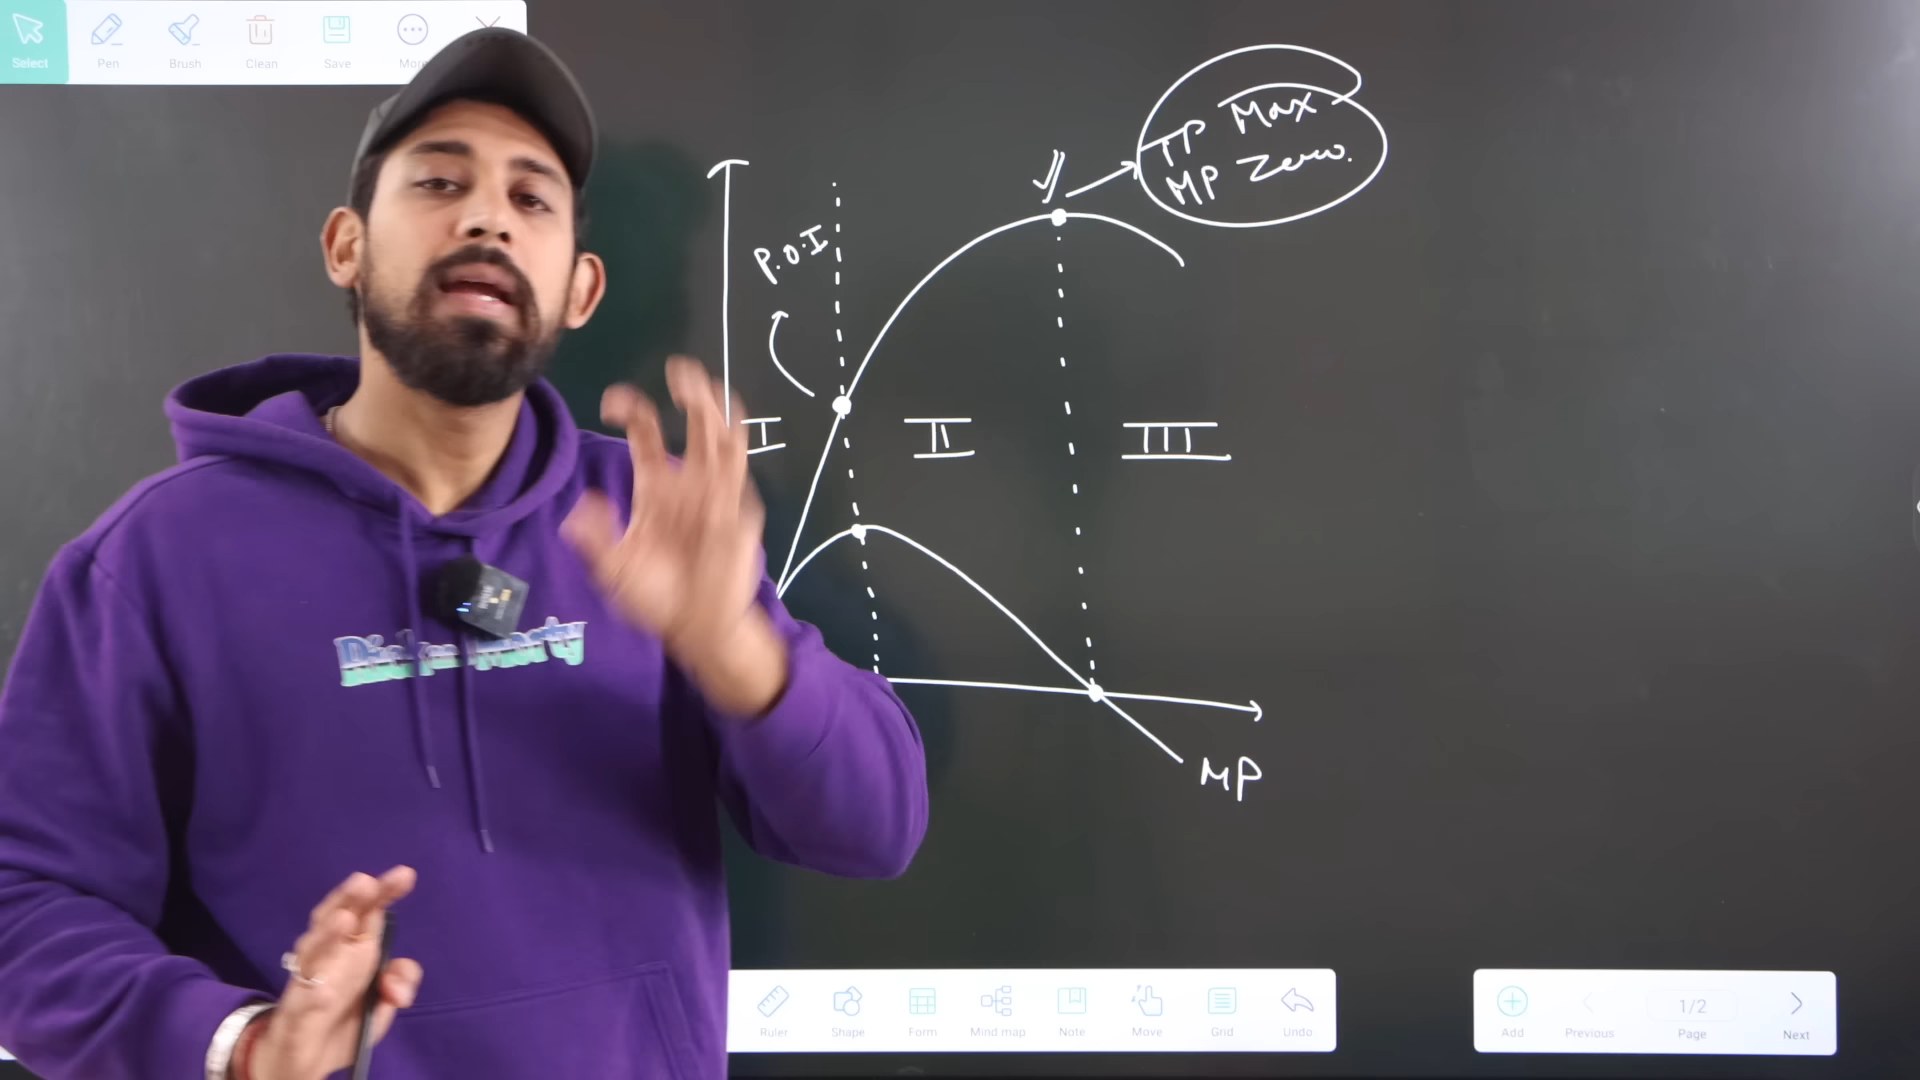 Select
Pen
Brush
Clean
Save
More
TP Max
MP Zero.
P.O.I
I
II
III
MP
Ruler
Shape
Form
Mind map
Note
Move
Grid
Undo
Add
Previous
1/2
Page
Next